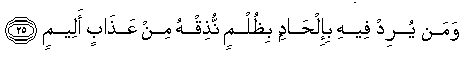 وَمَن يُرِدْ فِيهِ بِإِلْحَادِۭ بِظُلْمٍ نُّذِقْهُ مِنْ عَذَابٍ أَلِيمٍ ﴿٢٥﴾